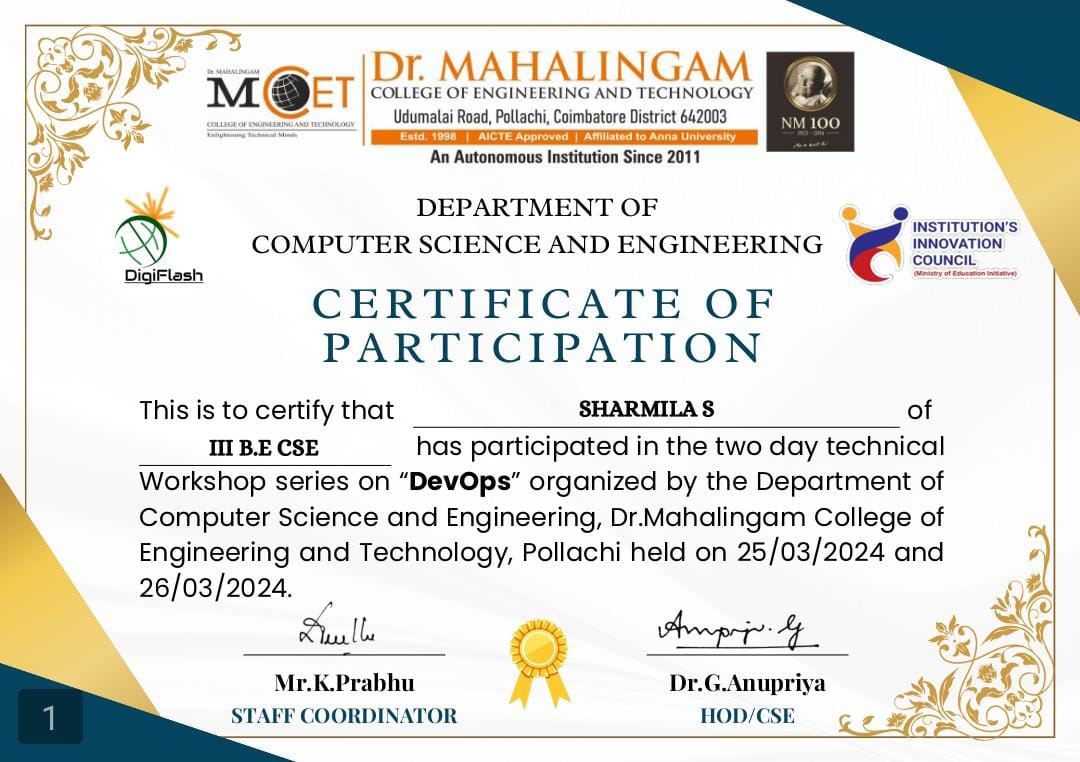 Dr. MAHALINGAM
MCET
COLLEGE OF ENGINEERING AND TECHNOLOGY
Enlightening Technical Minds
Dr. MAHALINGAM
COLLEGE OF ENGINEERING AND TECHNOLOGY
Udumalai Road, Pollachi, Coimbatore District 642003
Estd. 1998 | AICTE Approved | Affiliated to Anna University
An Autonomous Institution Since 2011
NM 100
1923 - 2014
DigiFlash
DEPARTMENT OF
COMPUTER SCIENCE AND ENGINEERING
INSTITUTION'S
INNOVATION
COUNCIL
(Ministry of Education Initiative)
CERTIFICATE OF
PARTICIPATION
This is to certify that SHARMILA S of
III B.E CSE has participated in the two day technical
Workshop series on “DevOps” organized by the Department of
Computer Science and Engineering, Dr.Mahalingam College of
Engineering and Technology, Pollachi held on 25/03/2024 and
26/03/2024.
Anupriya. G
Mr.K.Prabhu
STAFF COORDINATOR
Dr.G.Anupriya
HOD/CSE
1